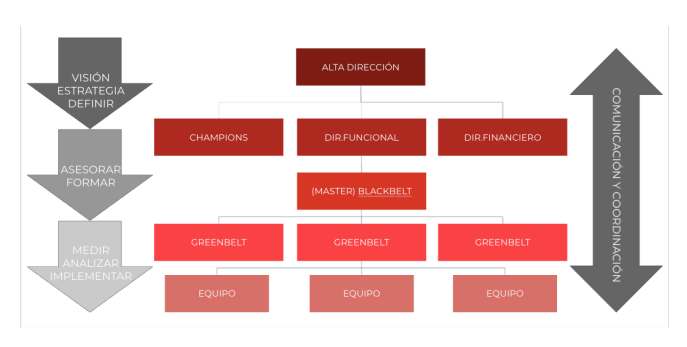 VISIÓN
ESTRATEGIA
DEFINIR
ASESORAR
FORMAR
MEDIR
ANALIZAR
IMPLEMENTAR
ALTA DIRECCIÓN
CHAMPIONS
DIR.FUNCIONAL
DIR.FINANCIERO
(MASTER) BLACKBELT
GREENBELT
GREENBELT
GREENBELT
EQUIPO
EQUIPO
EQUIPO
COMUNICACIÓN Y COORDINACIÓN